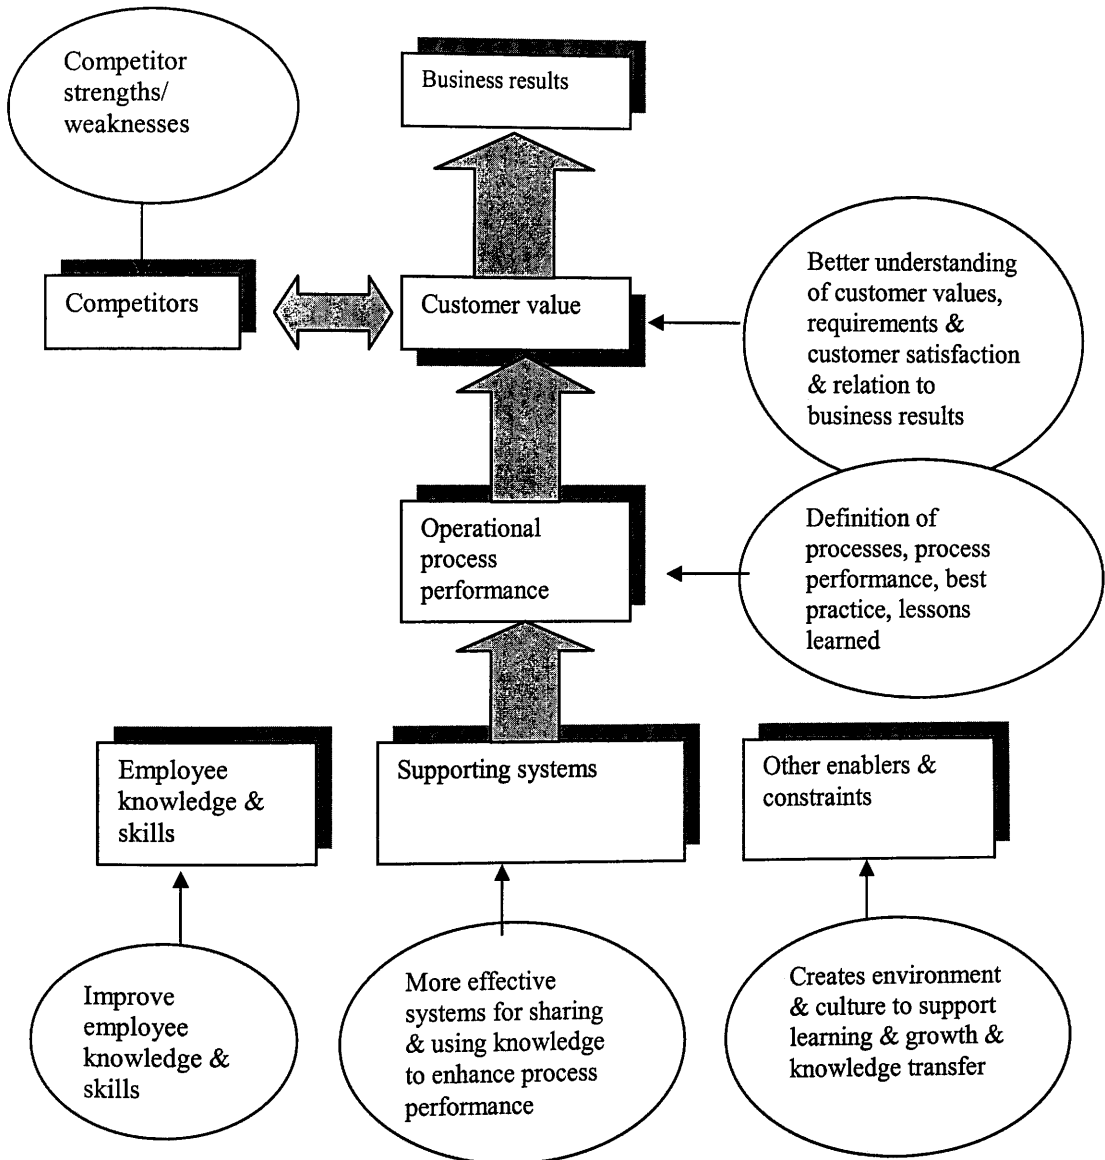 Competitor
strengths/
weaknesses
Business results
Competitors
Customer value
Better understanding
of customer values,
requirements &
customer satisfaction
& relation to
business results
Operational
process
performance
Definition of
processes, process
performance, best
practice, lessons
learned
Employee
knowledge &
skills
Supporting systems
Other enablers &
constraints
Improve
employee
knowledge &
skills
More effective
systems for sharing
& using knowledge
to enhance process
performance
Creates environment
& culture to support
learning & growth &
knowledge transfer